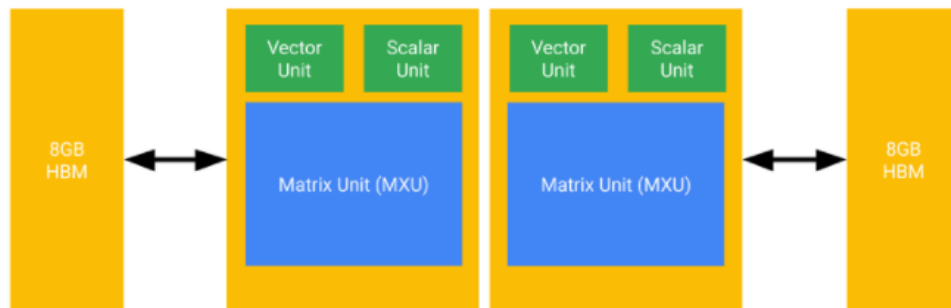 Vector
Unit
Scalar
Unit
Vector
Unit
Scalar
Unit
8GB
HBM
Matrix Unit (MXU)
Matrix Unit (MXU)
8GB
HBM